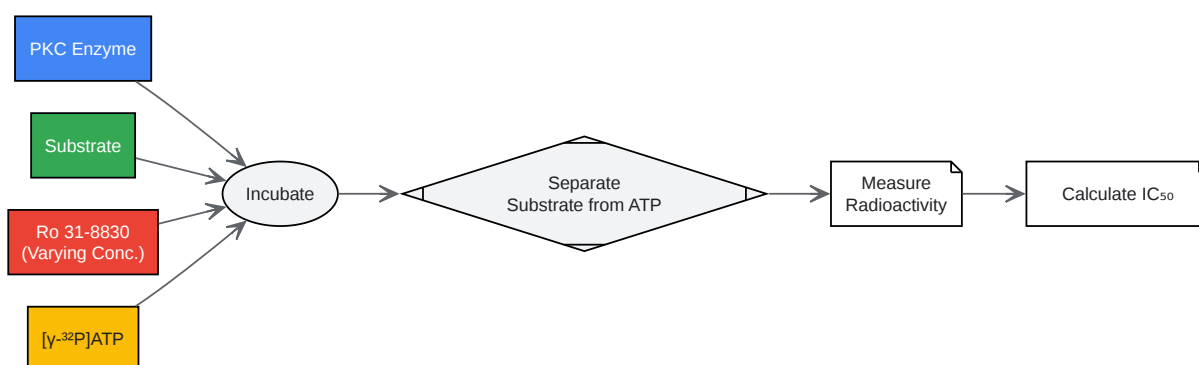 PKC Enzyme
Substrate
Ro 31-8830
(Varying Conc.)
[γ-³²P]ATP
Incubate
Separate
Substrate from ATP
Measure
Radioactivity
Calculate IC₅₀